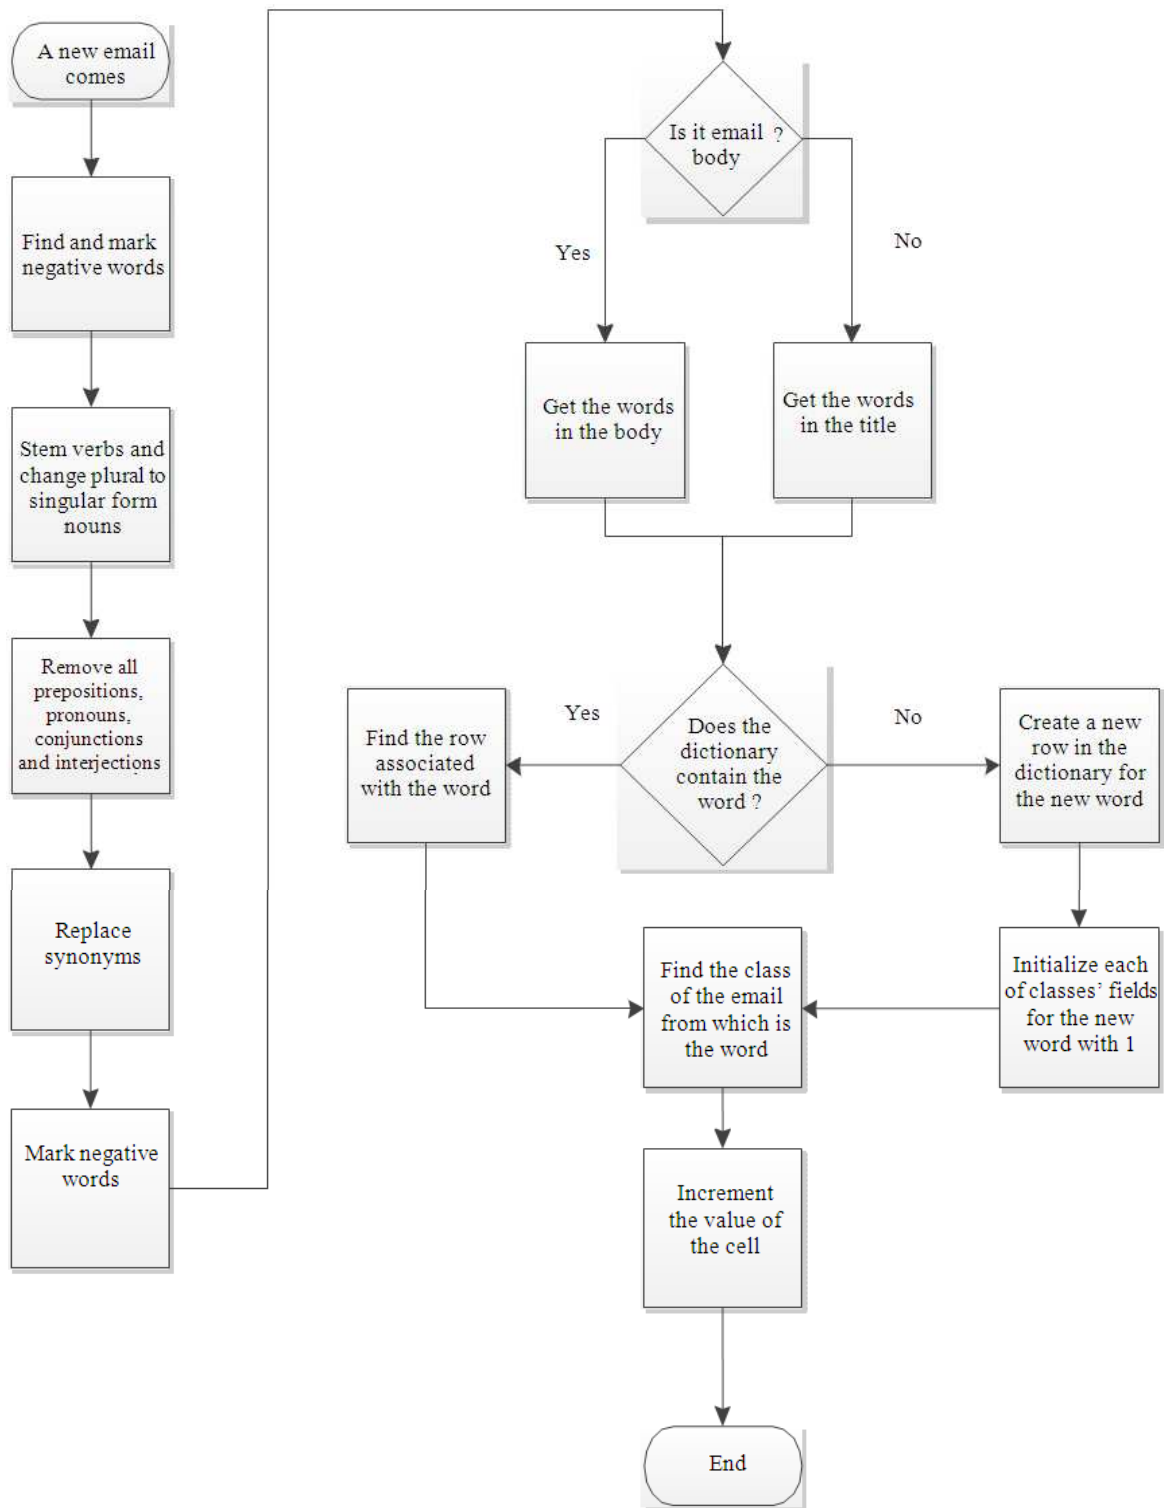 A new email
comes
Find and mark
negative words
Stem verbs and
change plural to
singular form
nouns
Remove all
prepositions,
pronouns,
conjunctions
and interjections
Replace
synonyms
Mark negative
words
Is it email ?
body
Yes
No
Get the words
in the body
Get the words
in the title
Does the
dictionary
contain the
word ?
Yes
No
Find the row
associated
with the word
Create a new
row in the
dictionary for
the new word
Initialize each
of classes’ fields
for the new
word with 1
Find the class
of the email
from which is
the word
Increment
the value of
the cell
End